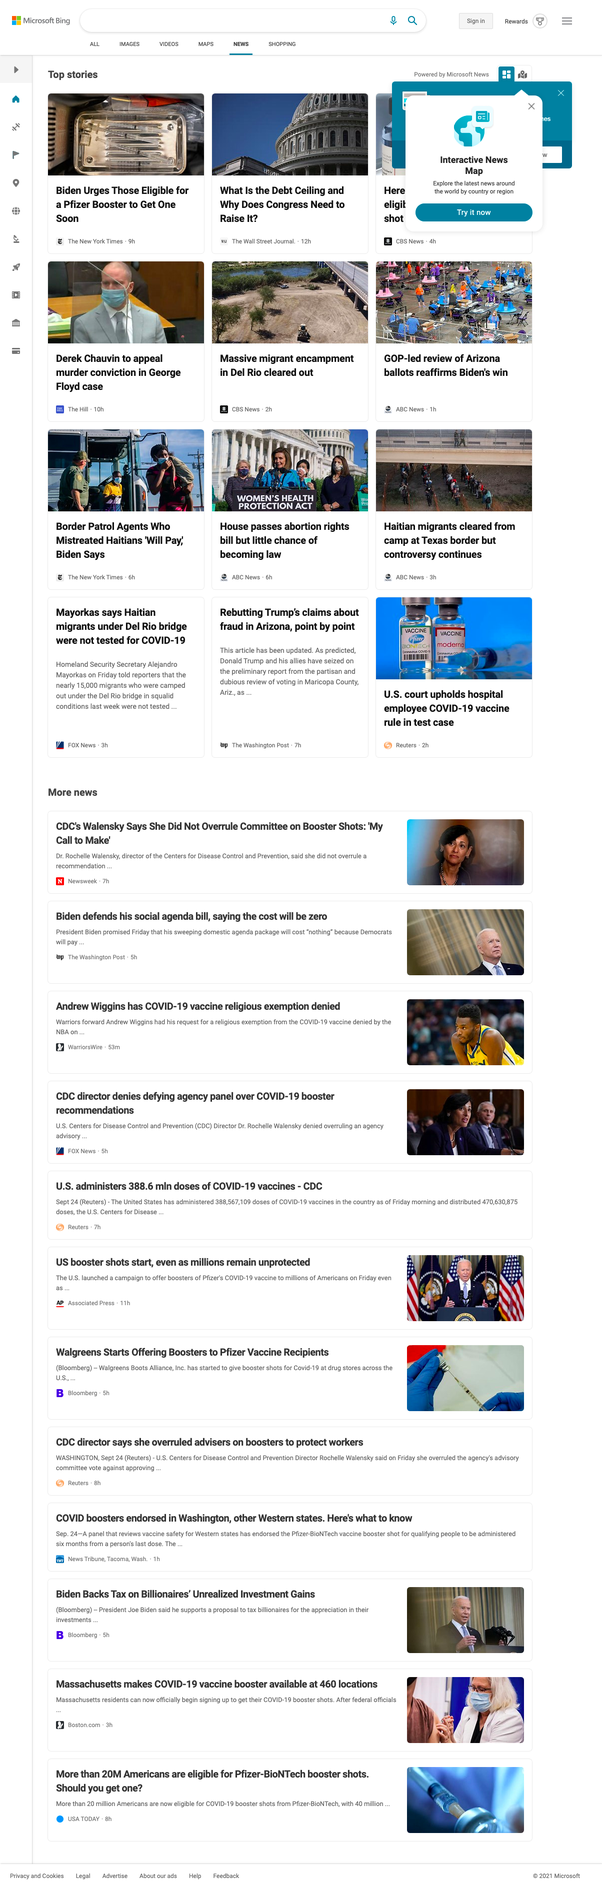 Microsoft Bing
Sign in
Rewards
ALL
IMAGES
VIDEOS
MAPS
NEWS
SHOPPING
Top stories
Powered by Microsoft News
Interactive News
Map
Explore the latest news around
the world by country or region
Try it now
Biden Urges Those Eligible for
a Pfizer Booster to Get One
Soon
The New York Times · 9h
What Is the Debt Ceiling and
Why Does Congress Need to
Raise It?
The Wall Street Journal. · 12h
Here
eligib
shot
CBS News · 4h
Derek Chauvin to appeal
murder conviction in George
Floyd case
The Hill · 10h
Massive migrant encampment
in Del Rio cleared out
CBS News · 2h
GOP-led review of Arizona
ballots reaffirms Biden's win
ABC News · 1h
Border Patrol Agents Who
Mistreated Haitians 'Will Pay,'
Biden Says
The New York Times · 6h
WOMEN'S HEALTH
PROTECTION ACT
House passes abortion rights
bill but little chance of
becoming law
ABC News · 6h
Haitian migrants cleared from
camp at Texas border but
controversy continues
ABC News · 3h
Mayorkas says Haitian
migrants under Del Rio bridge
were not tested for COVID-19
Homeland Security Secretary Alejandro
Mayorkas on Friday told reporters that the
nearly 15,000 migrants who were camped
out under the Del Rio bridge in squalid
conditions last week were not tested ...
FOX News · 3h
Rebutting Trump's claims about
fraud in Arizona, point by point
This article has been updated. As predicted,
Donald Trump and his allies have seized on
the preliminary report from the partisan and
dubious review of voting in Maricopa County,
Ariz., as ...
The Washington Post · 7h
VACCINE
VACCINE
moderna
U.S. court upholds hospital
employee COVID-19 vaccine
rule in test case
Reuters · 2h
More news
CDC's Walensky Says She Did Not Overrule Committee on Booster Shots: 'My
Call to Make'
Dr. Rochelle Walensky, director of the Centers for Disease Control and Prevention, said she did not overrule a
recommendation ...
Newsweek · 7h
Biden defends his social agenda bill, saying the cost will be zero
President Biden promised Friday that his sweeping domestic agenda package will cost "nothing" because Democrats
will pay ...
The Washington Post · 5h
Andrew Wiggins has COVID-19 vaccine religious exemption denied
Warriors forward Andrew Wiggins had his request for a religious exemption from the COVID-19 vaccine denied by the
NBA on ...
WarriorsWire · 53m
CDC director denies defying agency panel over COVID-19 booster
recommendations
U.S. Centers for Disease Control and Prevention (CDC) Director Dr. Rochelle Walensky denied overruling an agency
advisory ...
FOX News · 5h
U.S. administers 388.6 mln doses of COVID-19 vaccines - CDC
Sept 24 (Reuters) - The United States has administered 388,567,109 doses of COVID-19 vaccines in the country as of Friday morning and distributed 470,630,875
doses, the U.S. Centers for Disease ...
Reuters · 7h
US booster shots start, even as millions remain unprotected
The U.S. launched a campaign to offer boosters of Pfizer's COVID-19 vaccine to millions of Americans on Friday even
as ...
Associated Press · 11h
Walgreens Starts Offering Boosters to Pfizer Vaccine Recipients
(Bloomberg) -- Walgreens Boots Alliance, Inc. has started to give booster shots for Covid-19 at drug stores across the
U.S., ...
Bloomberg · 5h
CDC director says she overruled advisers on boosters to protect workers
WASHINGTON, Sept 24 (Reuters) - U.S. Centers for Disease Control and Prevention Director Rochelle Walensky said on Friday she overruled the agency's advisory
committee vote against approving ...
Reuters · 8h
COVID boosters endorsed in Washington, other Western states. Here's what to know
Sep. 24—A panel that reviews vaccine safety for Western states has endorsed the Pfizer-BioNTech vaccine booster shot for qualifying people to be administered
six months from a person's last dose. The ...
News Tribune, Tacoma, Wash. · 1h
Biden Backs Tax on Billionaires' Unrealized Investment Gains
(Bloomberg) -- President Joe Biden said he supports a proposal to tax billionaires for the appreciation in their
investments ...
Bloomberg · 5h
Massachusetts makes COVID-19 vaccine booster available at 460 locations
Massachusetts residents can now officially begin signing up to get their COVID-19 booster shots. After federal officials
...
Boston.com · 3h
More than 20M Americans are eligible for Pfizer-BioNTech booster shots.
Should you get one?
More than 20 million Americans are now eligible for COVID-19 booster shots from Pfizer-BioNTech, with 40 million ...
USA TODAY · 8h
Privacy and Cookies
Legal
Advertise
About our ads
Help
Feedback
© 2021 Microsoft